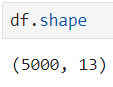 df.shape
(5000, 13)